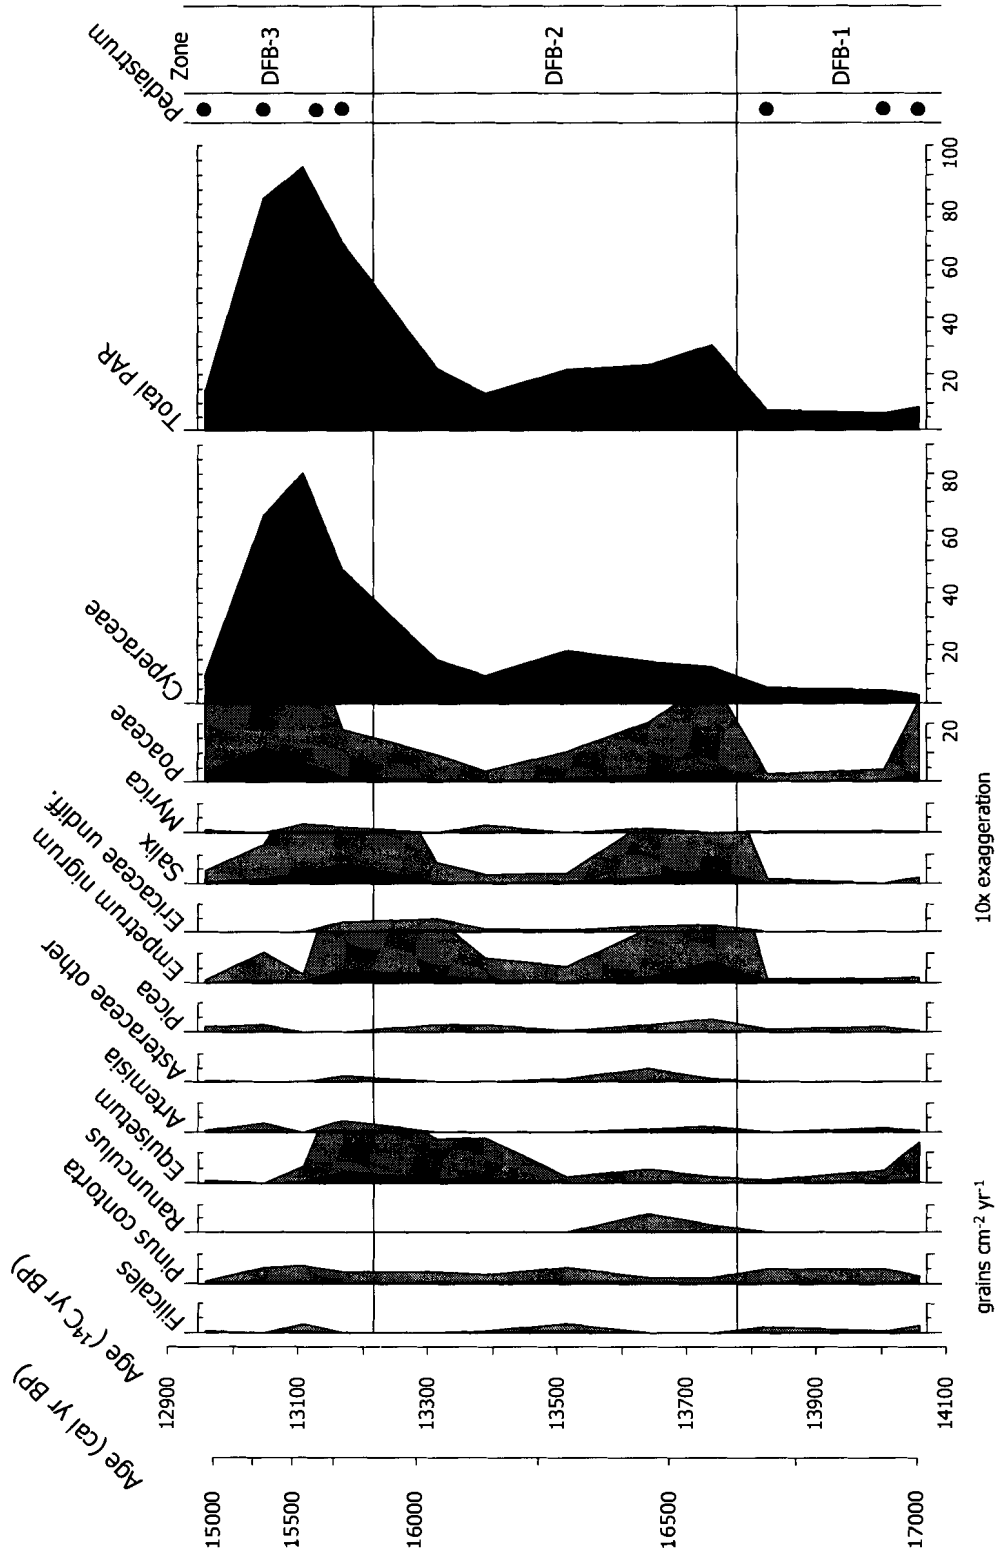 Age (cal yr BP)
Age (¹⁴C yr BP)
Filicales
Pinus contorta
Ranunculus
Equisetum
Artemisia
Asteraceae other
Picea
Empetrum nigrum
Ericaceae undiff.
Salix
Myrica
Poaceae
Cyperaceae
Total PAR
Pediastrum
Zone
15000
15500
16000
16500
17000
12900
13100
13300
13500
13700
13900
14100
DFB-3
DFB-2
DFB-1
20
20 40 60 80
20 40 60 80 100
grains cm⁻² yr⁻¹
10x exaggeration